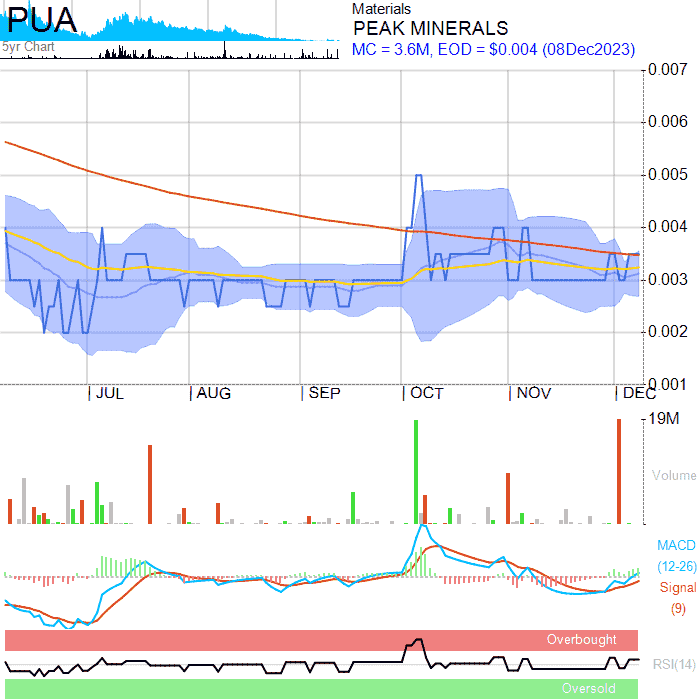 PUA
5yr Chart
Materials
PEAK MINERALS
MC = 3.6M, EOD = $0.004 (08Dec2023)
0.007
0.006
0.005
0.004
0.003
0.002
0.001
JUL
AUG
SEP
OCT
NOV
DEC
19M
Volume
MACD
(12-26)
Signal
(9)
Overbought
RSI(14)
Oversold